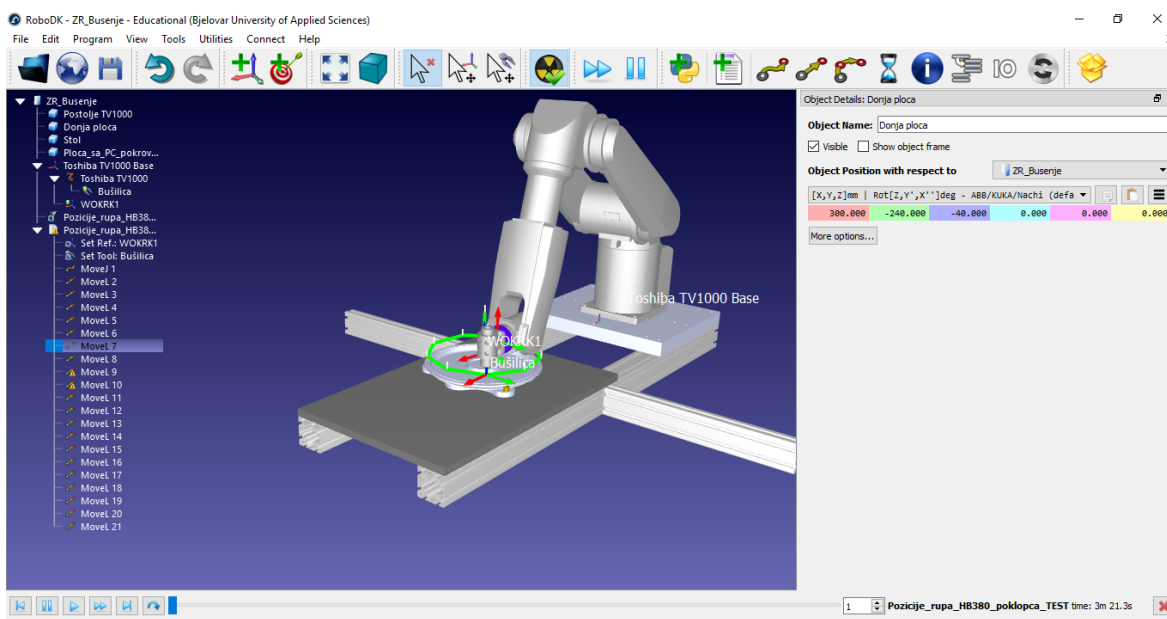 RoboDK - ZR_Busenje - Educational (Bjelovar University of Applied Sciences)
File Edit Program View Tools Utilities Connect Help
ZR_Busenje
Postolje TV1000
Donja ploca
Stol
Ploca_sa_PC_pokrov...
Toshiba TV1000 Base
Toshiba TV1000
Bušilica
WOKRK1
Pozicije_rupa_HB38...
Pozicije_rupa_HB38...
Set Ref.: WOKRK1
Set Tool: Bušilica
MoveJ 1
MoveL 2
MoveL 3
MoveL 4
MoveL 5
MoveL 6
MoveL 7
MoveL 8
MoveL 9
MoveL 10
MoveL 11
MoveL 12
MoveL 13
MoveL 14
MoveL 15
MoveL 16
MoveL 17
MoveL 18
MoveL 19
MoveL 20
MoveL 21
Toshiba TV1000 Base
WOKRK1
Bušilica
Object Details: Donja ploca
Object Name: Donja ploca
Visible Show object frame
Object Position with respect to ZR_Busenje
[X,Y,Z]mm | Rot[Z,Y',X'']deg - ABB/KUKA/Nachi (defa
300.000 -240.000 -40.000 0.000 0.000 0.000
More options...
1 Pozicije_rupa_HB380_poklopca_TEST time: 3m 21.3s